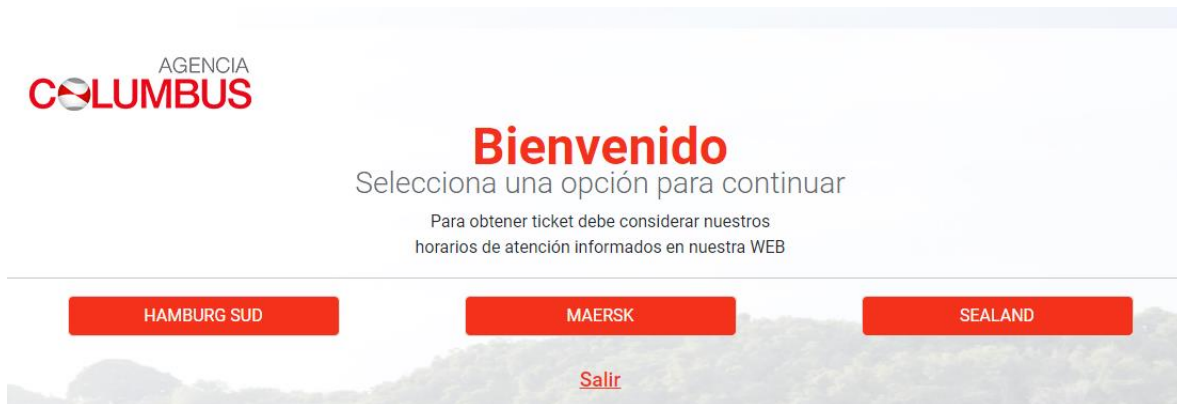 AGENCIA
COLUMBUS
Bienvenido
Selecciona una opción para continuar
Para obtener ticket debe considerar nuestros
horarios de atención informados en nuestra WEB
HAMBURG SUD
MAERSK
SEALAND
Salir